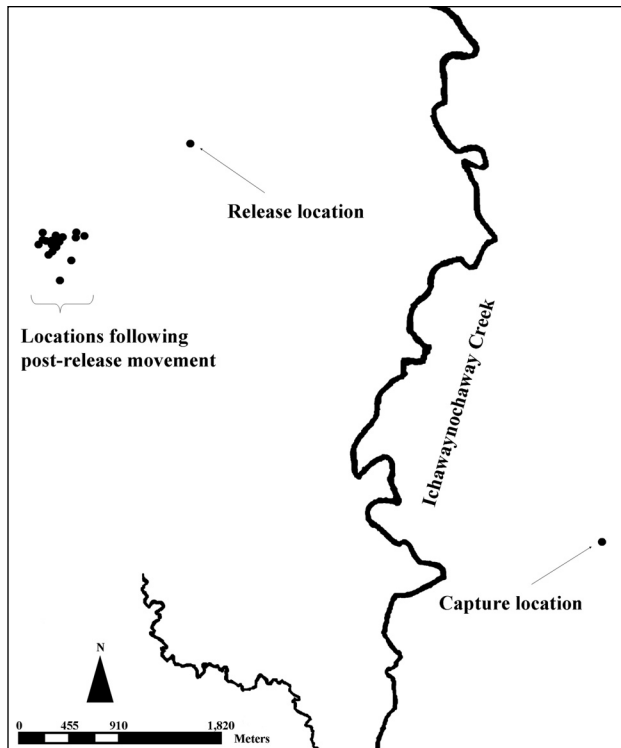 Release location
Locations following
post-release movement
Ichawaynochaway Creek
Capture location
N
0 455 910 1,820
Meters